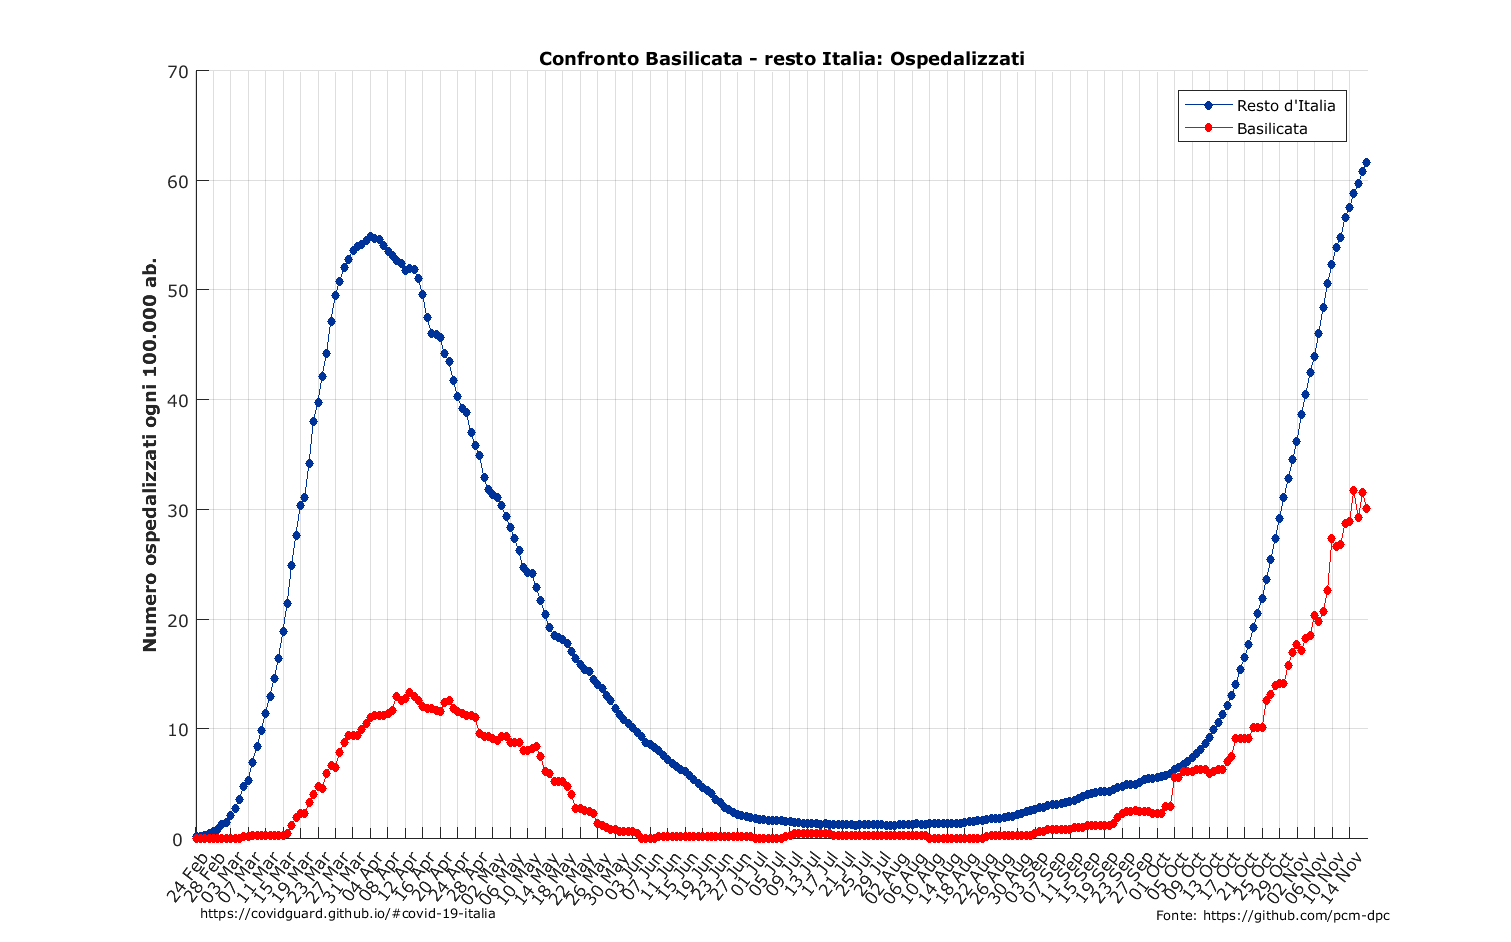 Confronto Basilicata - resto Italia: Ospedalizzati
Resto d'Italia
Basilicata
Numero ospedalizzati ogni 100.000 ab.
70
60
50
40
30
20
10
0
24 Feb
28 Feb
03 Mar
07 Mar
11 Mar
15 Mar
19 Mar
23 Mar
27 Mar
31 Mar
04 Apr
08 Apr
12 Apr
16 Apr
20 Apr
24 Apr
28 Apr
02 May
06 May
10 May
14 May
18 May
22 May
26 May
30 May
03 Jun
07 Jun
11 Jun
15 Jun
19 Jun
23 Jun
27 Jun
01 Jul
05 Jul
09 Jul
13 Jul
17 Jul
21 Jul
25 Jul
29 Jul
02 Aug
06 Aug
10 Aug
14 Aug
18 Aug
22 Aug
26 Aug
30 Aug
03 Sep
07 Sep
11 Sep
15 Sep
19 Sep
23 Sep
27 Sep
01 Oct
05 Oct
09 Oct
13 Oct
17 Oct
21 Oct
25 Oct
29 Oct
02 Nov
06 Nov
10 Nov
14 Nov
https://covidguard.github.io/#covid-19-italia
Fonte: https://github.com/pcm-dpc